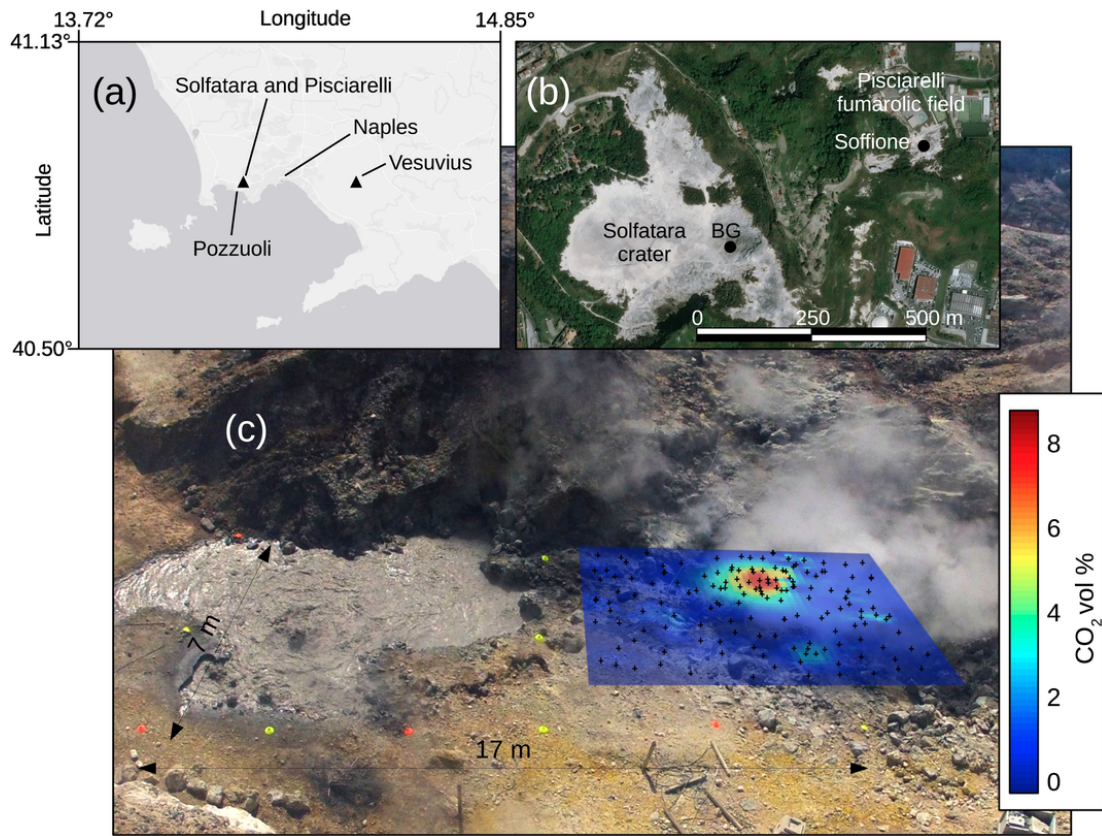 13.72°
Longitude
14.85°
41.13°
Latitude
40.50°
(a)
Solfatara and Pisciarelli
Naples
Vesuvius
Pozzuoli
(b)
Pisciarelli
fumarolic field
Soffione
Solfatara
crater
BG
0
250
500 m
(c)
7 m
17 m
8
6
4
2
0
CO₂ vol %